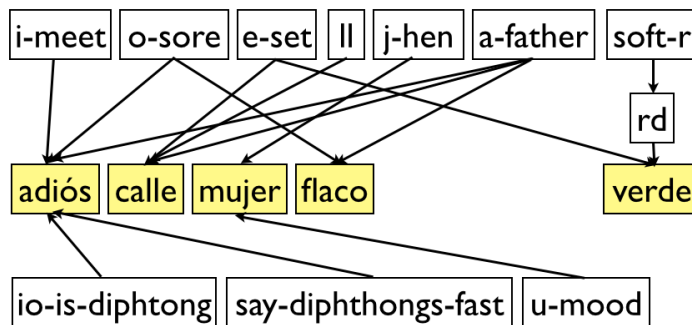 i-meet o-sore e-set ll j-hen a-father soft-r
rd
adiós calle mujer flaco verde
io-is-diphtong say-diphthongs-fast u-mood